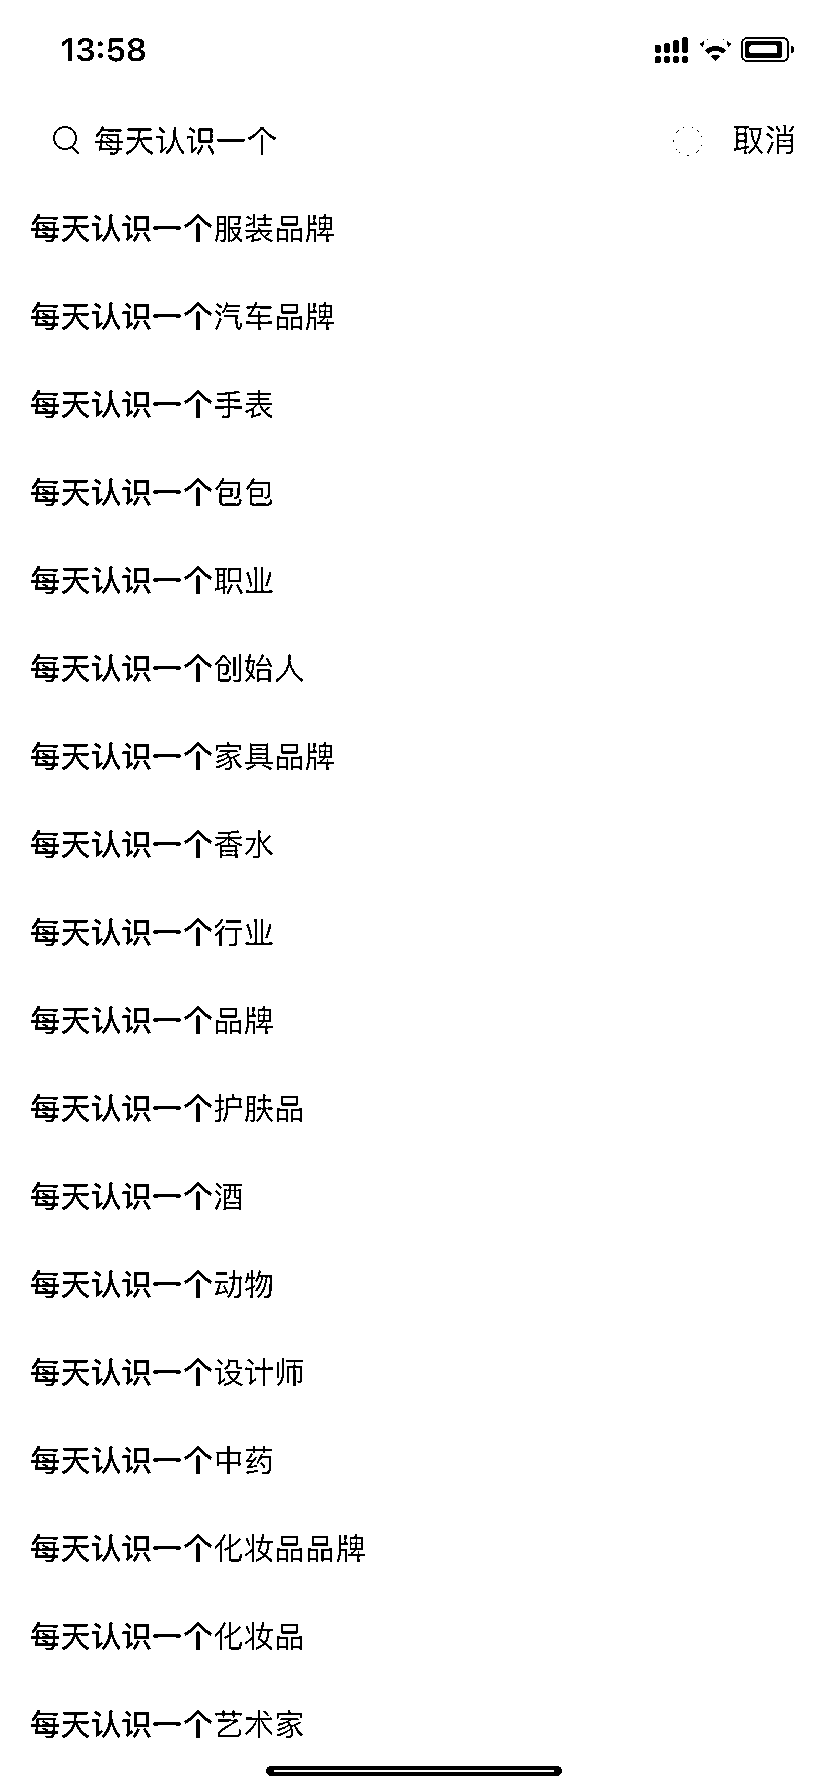 13:58
每天认识一个 取消
每天认识一个服装品牌
每天认识一个汽车品牌
每天认识一个手表
每天认识一个包包
每天认识一个职业
每天认识一个创始人
每天认识一个家具品牌
每天认识一个香水
每天认识一个行业
每天认识一个品牌
每天认识一个护肤品
每天认识一个酒
每天认识一个动物
每天认识一个设计师
每天认识一个中药
每天认识一个化妆品品牌
每天认识一个化妆品
每天认识一个艺术家